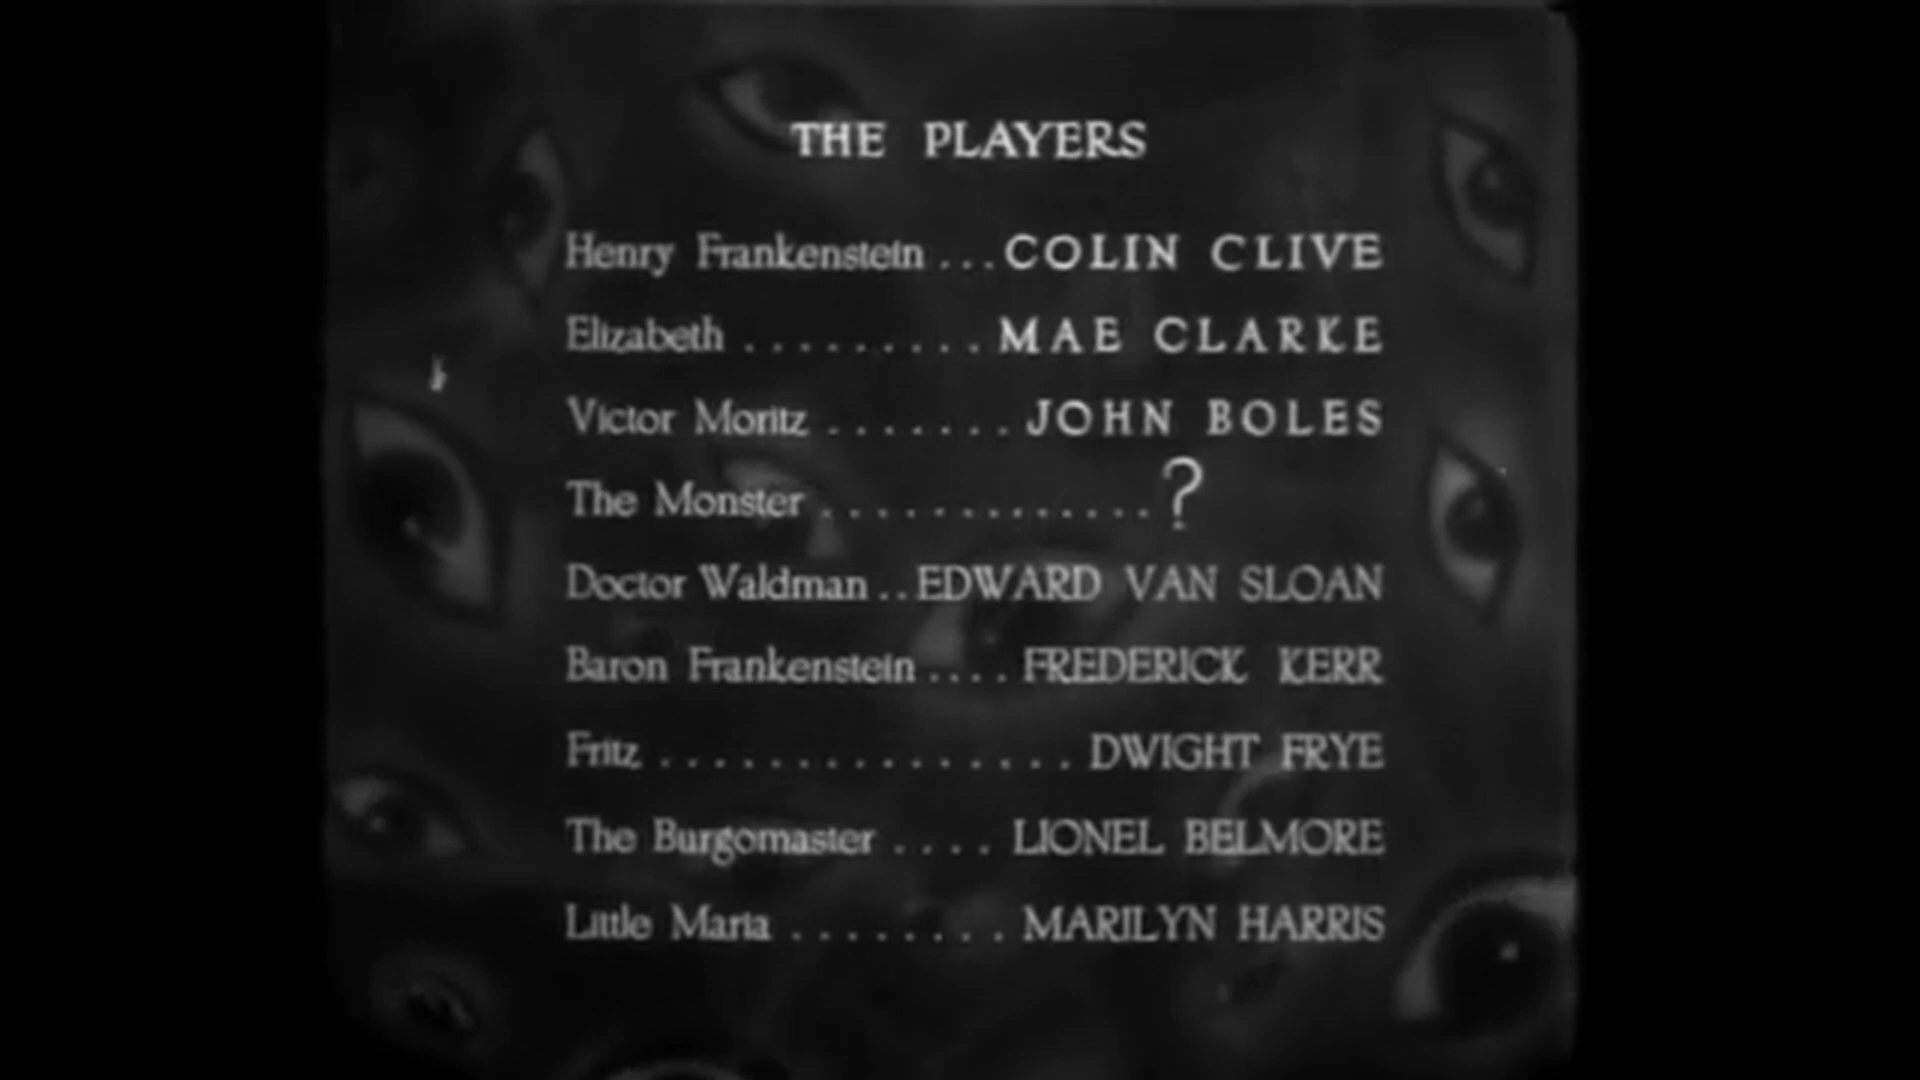 THE PLAYERS
Henry Frankenstein ... COLIN CLIVE
Elizabeth ......... MAE CLARKE
Victor Moritz ....... JOHN BOLES
The Monster ............. ?
Doctor Waldman .. EDWARD VAN SLOAN
Baron Frankenstein .... FREDERICK KERR
Fritz ................ DWIGHT FRYE
The Burgomaster .... LIONEL BELMORE
Little Maria ........ MARILYN HARRIS